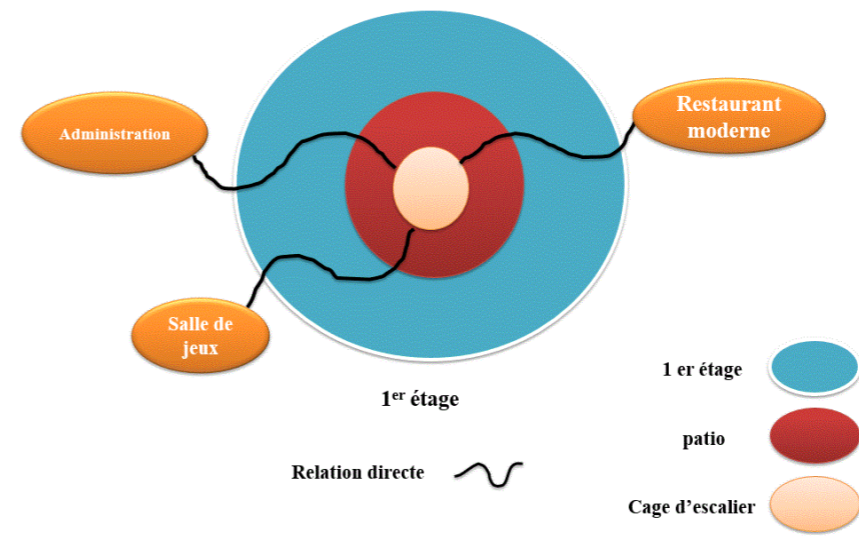 Administration
Restaurant
moderne
Salle de
jeux
1er étage
Relation directe
1 er étage
patio
Cage d’escalier